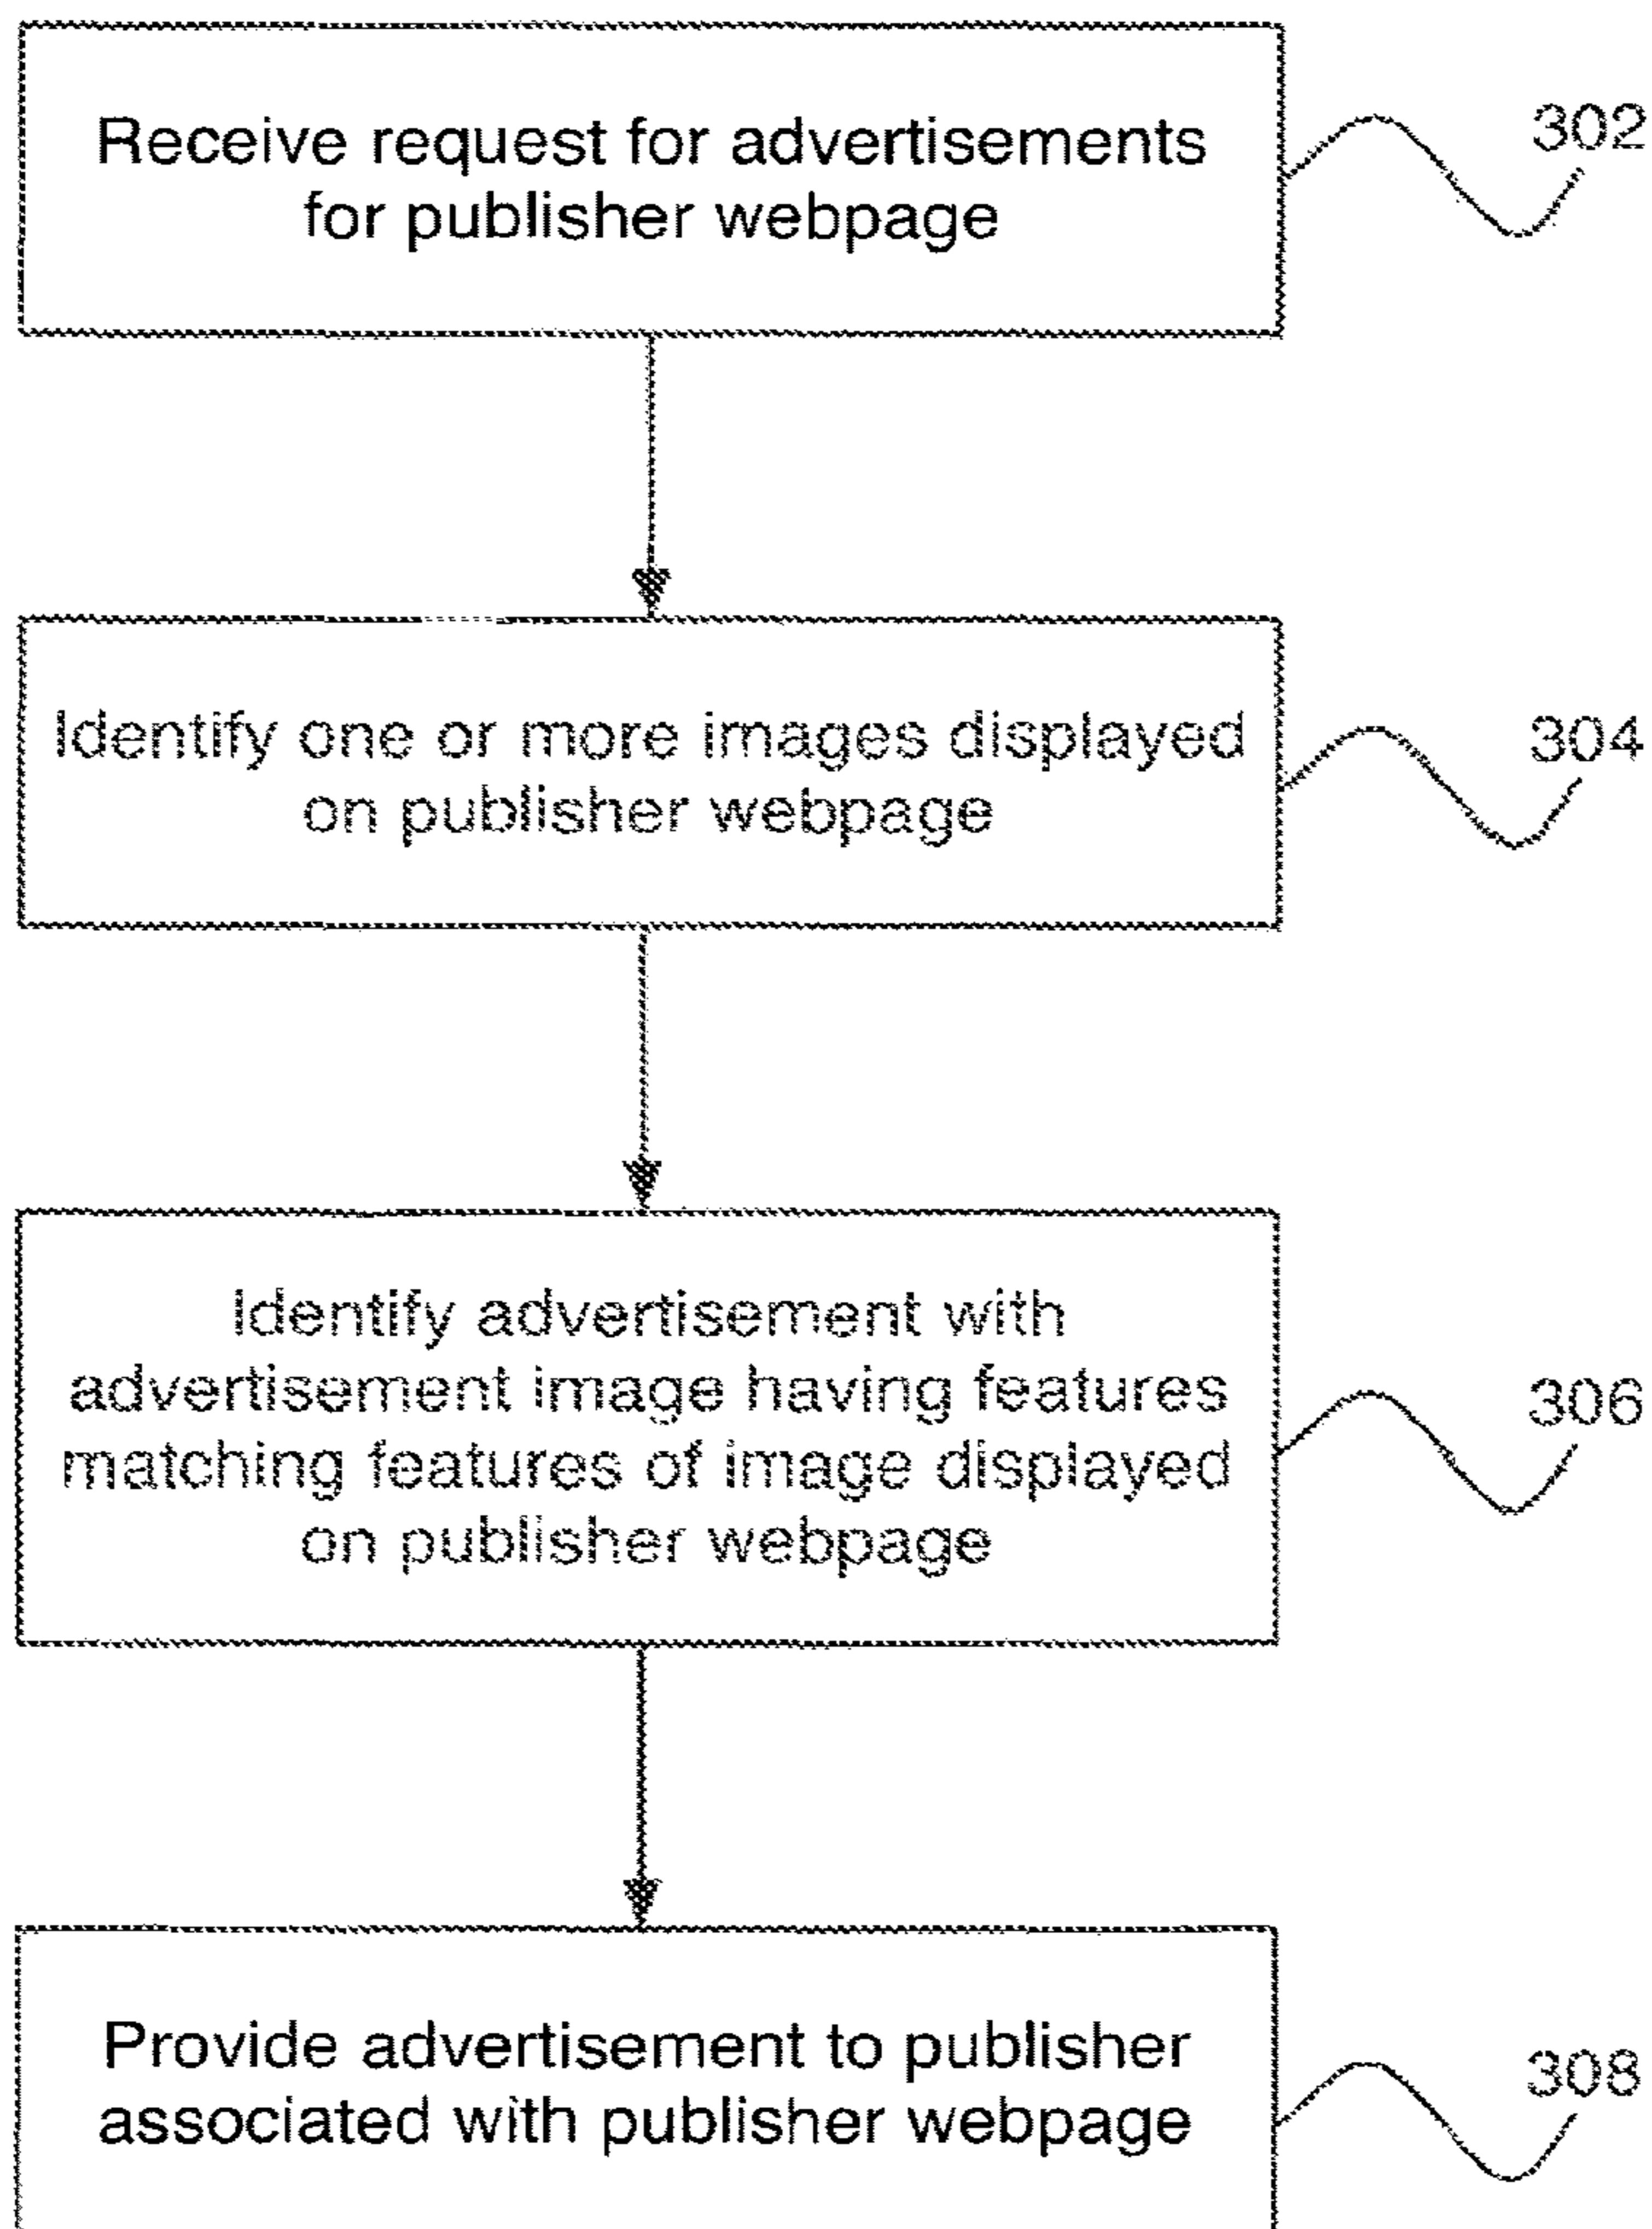 Receive request for advertisements
for publisher webpage
302
Identify one or more images displayed
on publisher webpage
304
Identify advertisement with
advertisement image having features
matching features of image displayed
on publisher webpage
306
Provide advertisement to publisher
associated with publisher webpage
308